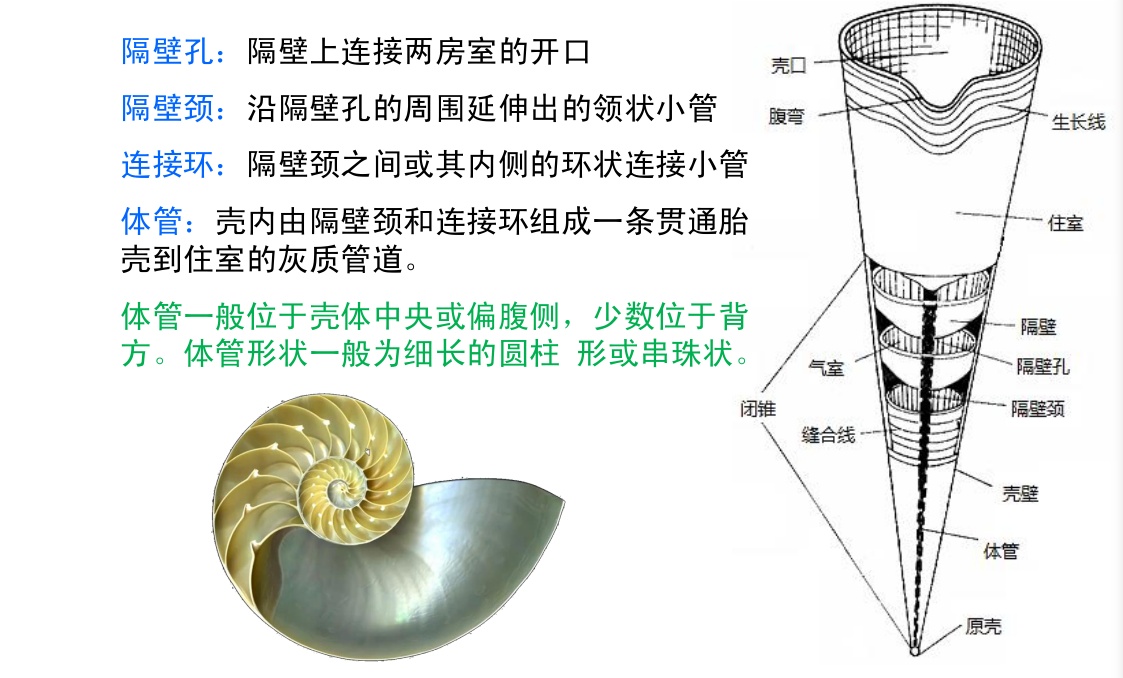 隔壁孔：隔壁上连接两房室的开口
隔壁颈：沿隔壁孔的周围延伸出的领状小管
连接环：隔壁颈之间或其内侧的环状连接小管
体管：壳内由隔壁颈和连接环组成一条贯通胎
壳到住室的灰质管道。
体管一般位于壳体中央或偏腹侧，少数位于背
方。体管形状一般为细长的圆柱 形或串珠状。
壳口
腹弯
生长线
住室
隔壁
气室
隔壁孔
闭锥
隔壁颈
缝合线
壳壁
体管
原壳